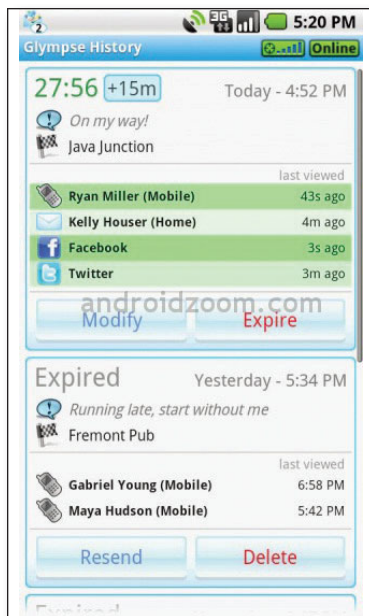 2
3G
5:20 PM
Glympse History
Online
27:56 +15m Today - 4:52 PM
On my way!
Java Junction
last viewed
Ryan Miller (Mobile) 43s ago
Kelly Houser (Home) 4m ago
Facebook 3s ago
Twitter 3m ago
androidzoom.com
Modify Expire
Expired Yesterday - 5:34 PM
Running late, start without me
Fremont Pub
last viewed
Gabriel Young (Mobile) 6:58 PM
Maya Hudson (Mobile) 5:42 PM
Resend Delete